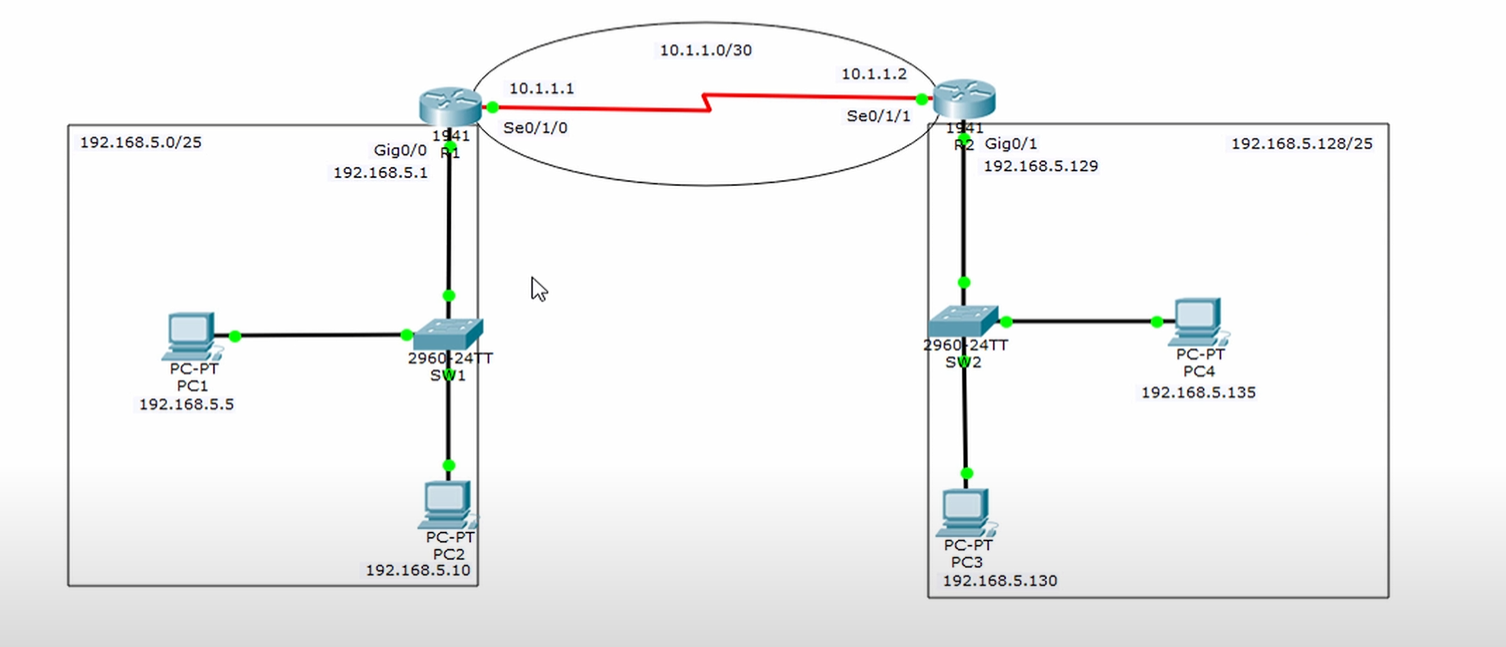 10.1.1.0/30
10.1.1.1
10.1.1.2
Se0/1/0
Se0/1/1
1941
R1
1941
R2
192.168.5.0/25
Gig0/0
192.168.5.1
Gig0/1
192.168.5.129
192.168.5.128/25
PC-PT
PC1
192.168.5.5
2960-24TT
SW1
PC-PT
PC2
192.168.5.10
2960-24TT
SW2
PC-PT
PC4
192.168.5.135
PC-PT
PC3
192.168.5.130